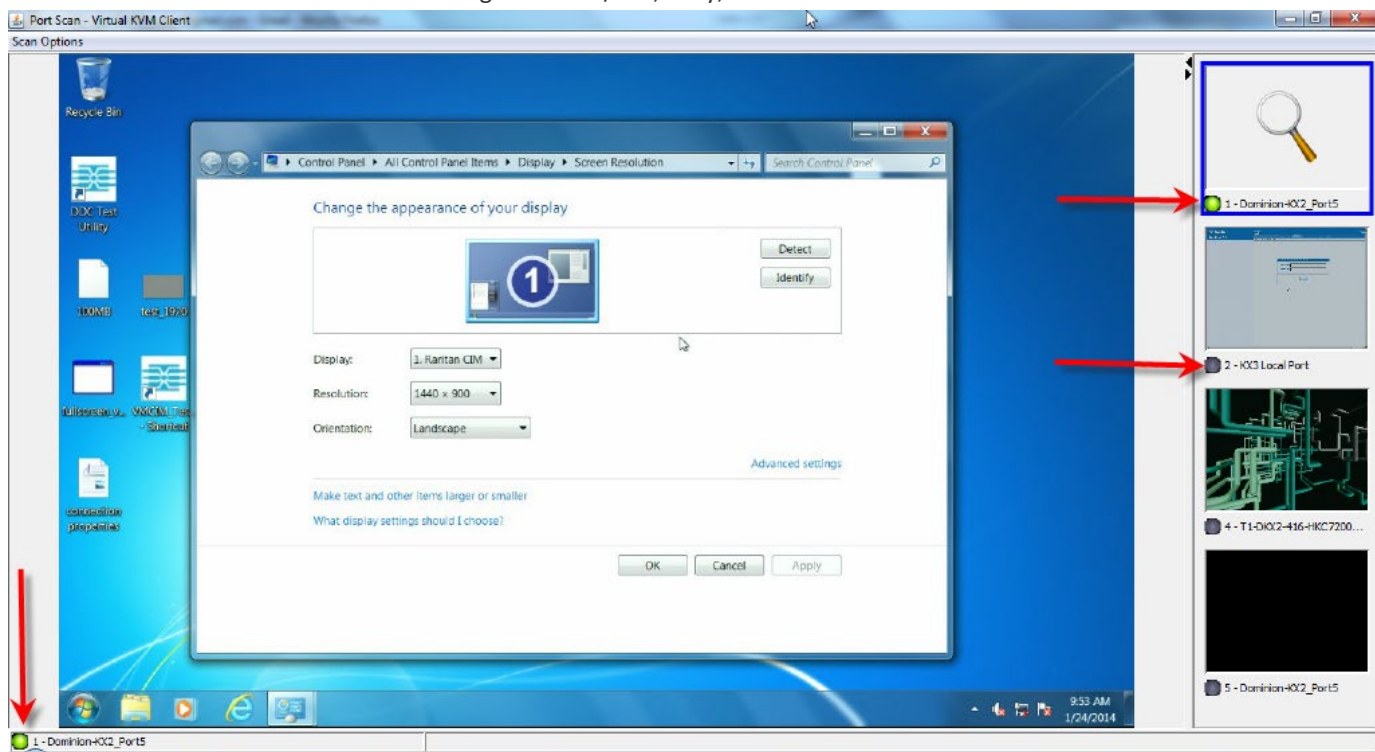 Port Scan - Virtual KVM Client
Scan Options
Recycle Bin
DDC Test
Utility
100MB
test_1920
fullscreen_v...
VMCIM_Test
- Shortcut
connection
properties
Control Panel
All Control Panel Items
Display
Screen Resolution
Search Control Panel
Change the appearance of your display
1
Detect
Identify
Display:
1. Raritan CIM
Resolution:
1440 × 900
Orientation:
Landscape
Advanced settings
Make text and other items larger or smaller
What display settings should I choose?
OK
Cancel
Apply
9:53 AM
1/24/2014
1 - Dominion-KX2_Port5
2 - KX3 Local Port
4 - T1-DKX2-416-HKC7200...
5 - Dominion-KX2_Port5
1 - Dominion-KX2_Port5